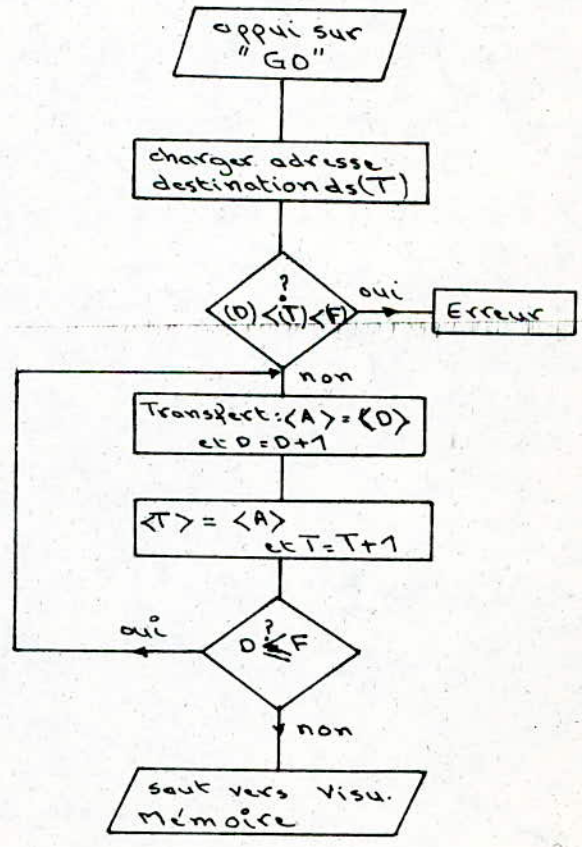 appui sur
"GO"
charger adresse
destination ds(T)
?
(D)<(T)<(F)
oui
Erreur
non
Transfert:<A>=<D>
et D=D+1
<T> = <A>
et T=T+1
oui
?
D ≤ F
non
saut vers Visu.
Mémoire